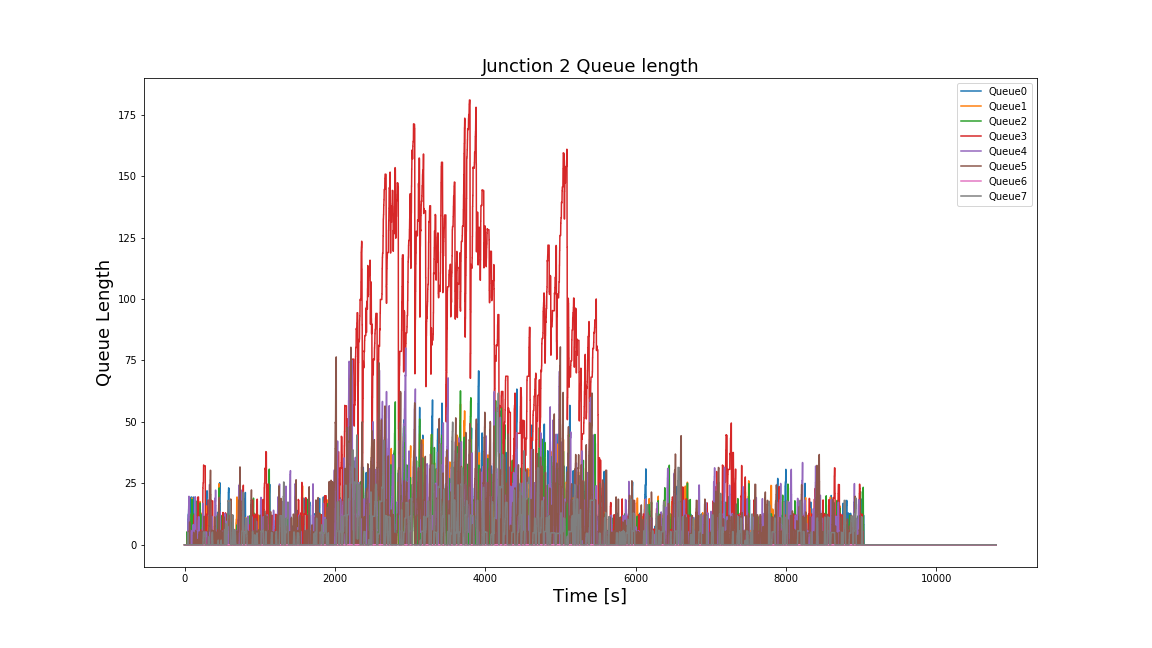 Junction 2 Queue length
Queue0
Queue1
Queue2
Queue3
Queue4
Queue5
Queue6
Queue7
Queue Length
175
150
125
100
75
50
25
0
0 2000 4000 6000 8000 10000
Time [s]